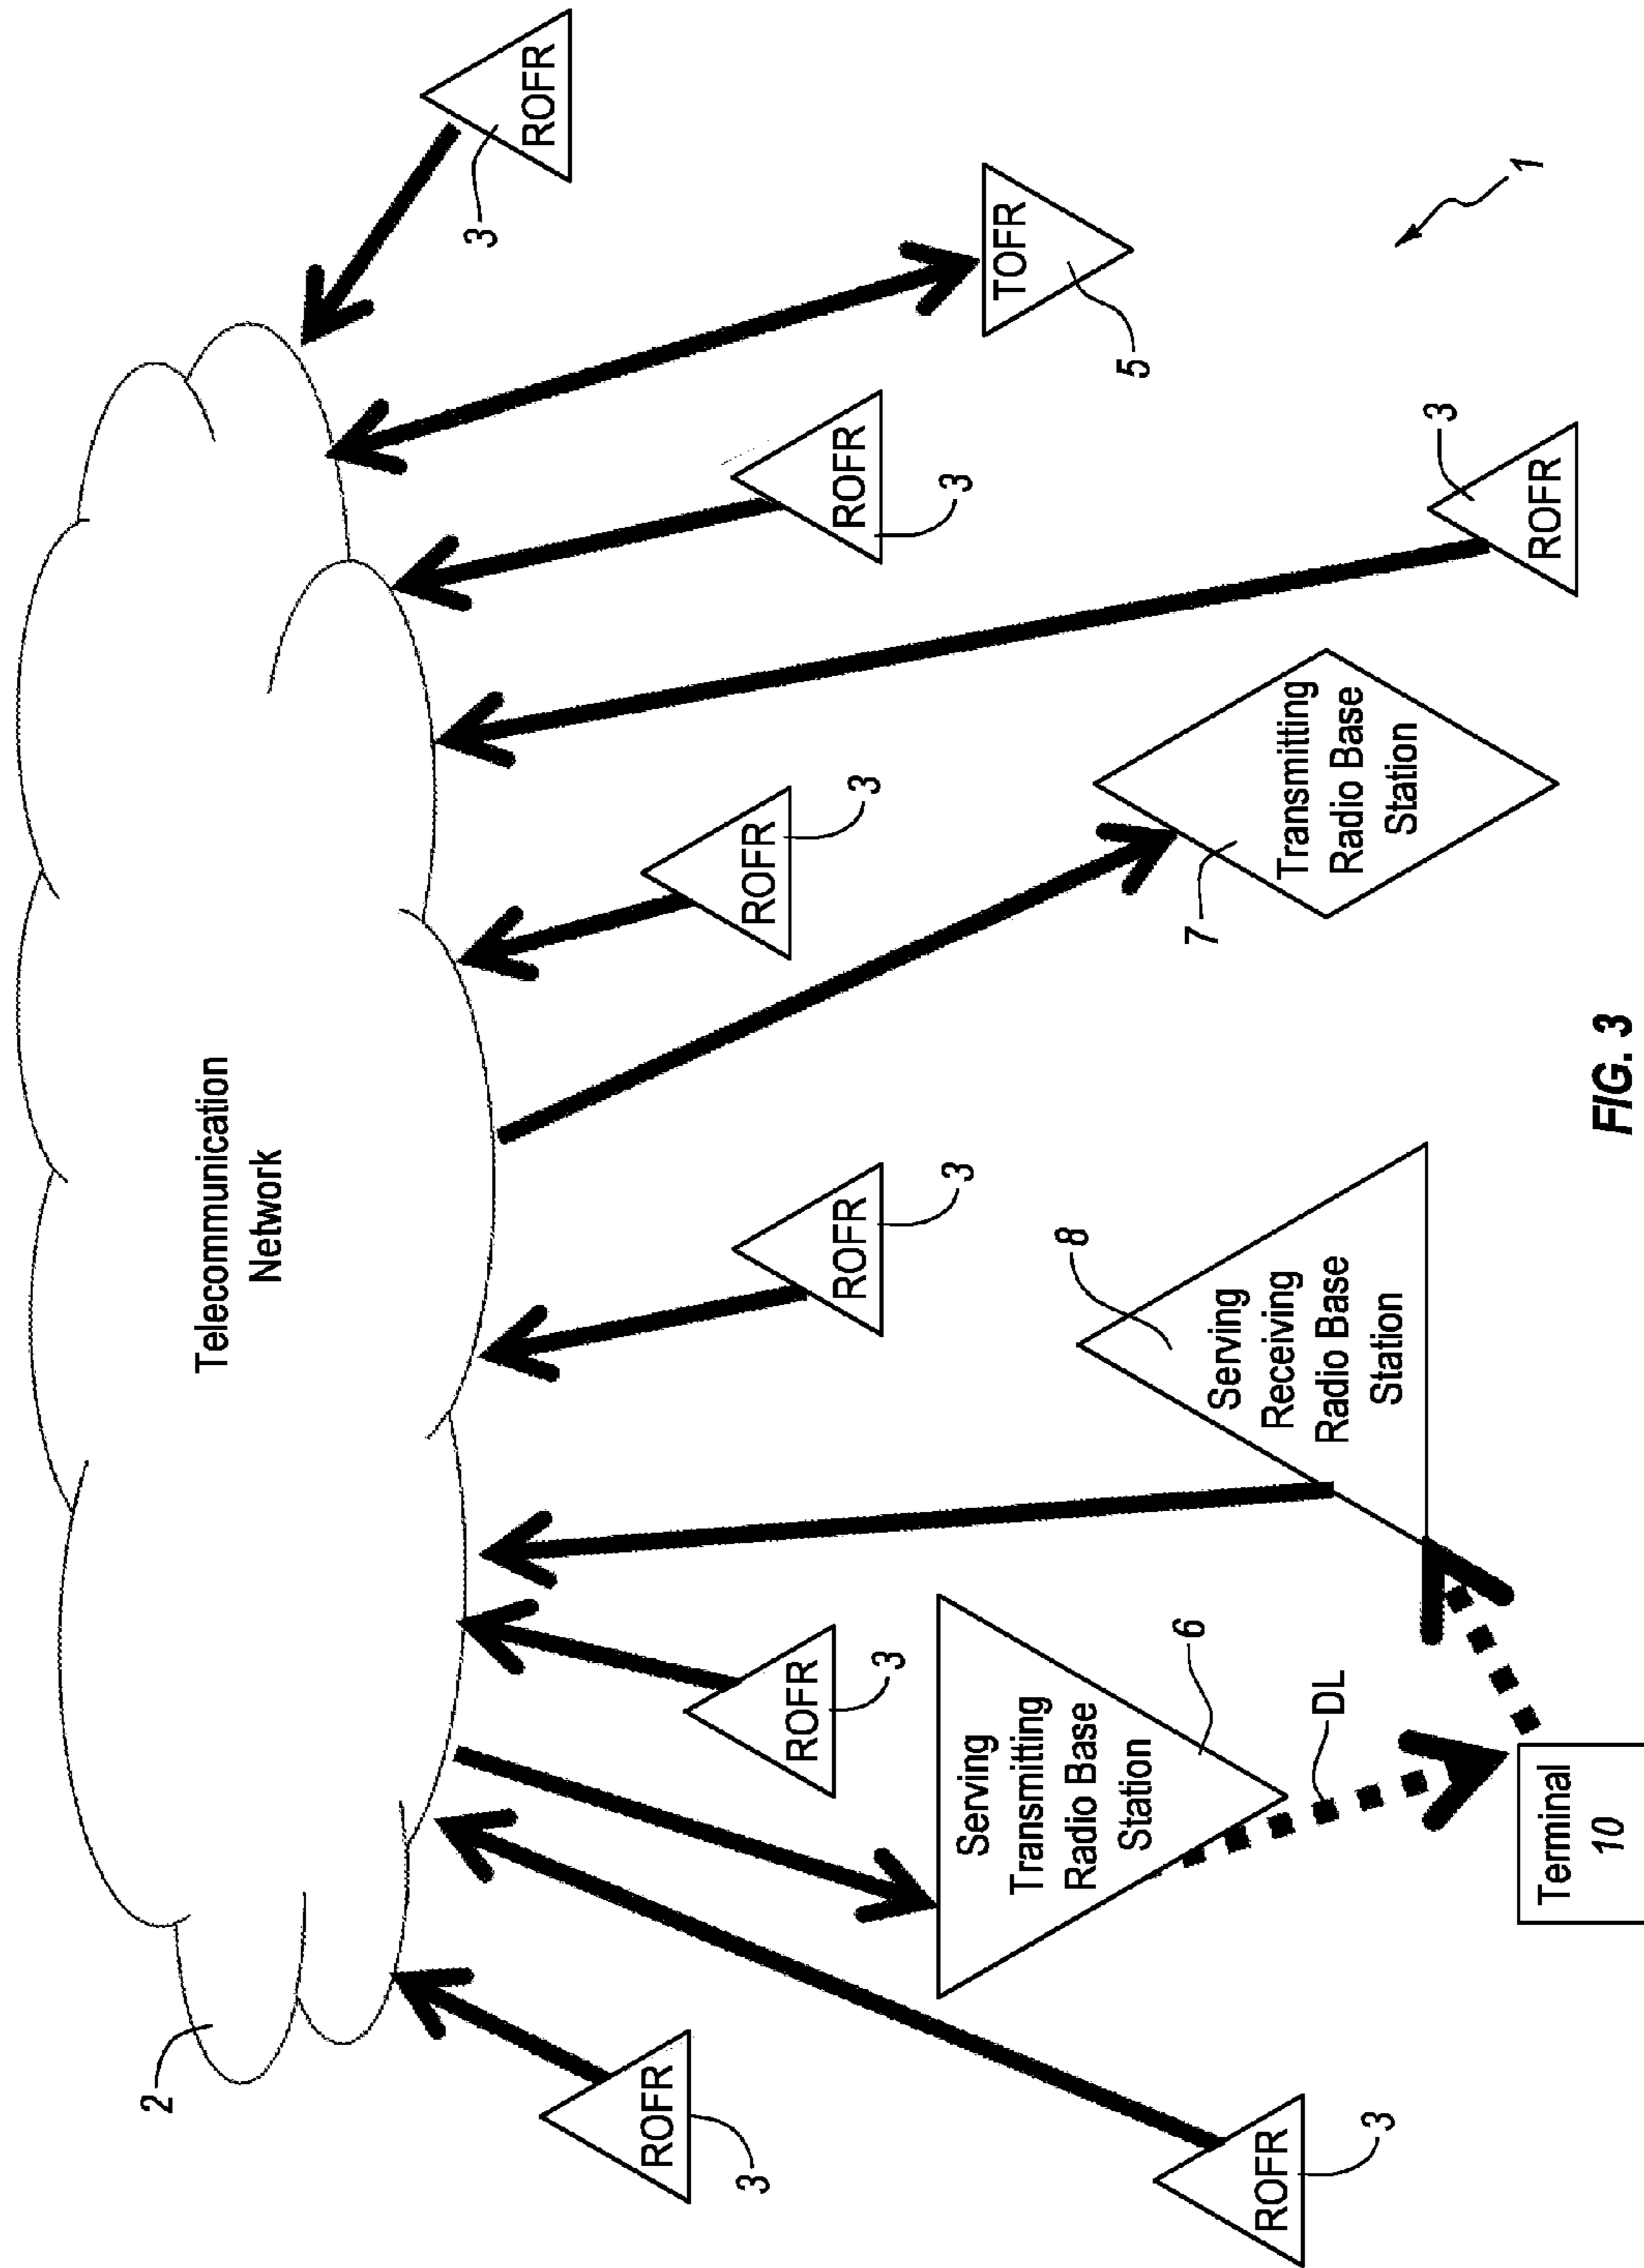 Telecommunication
Network
2
3
ROFR
ROFR
3
ROFR
3
ROFR
3
ROFR
3
ROFR
3
TOFR
5
Serving
Transmitting
Radio Base
Station
6
8
Serving
Receiving
Radio Base
Station
7
Transmitting
Radio Base
Station
ROFR
3
DL
3
ROFR
1
Terminal
10
FIG. 3